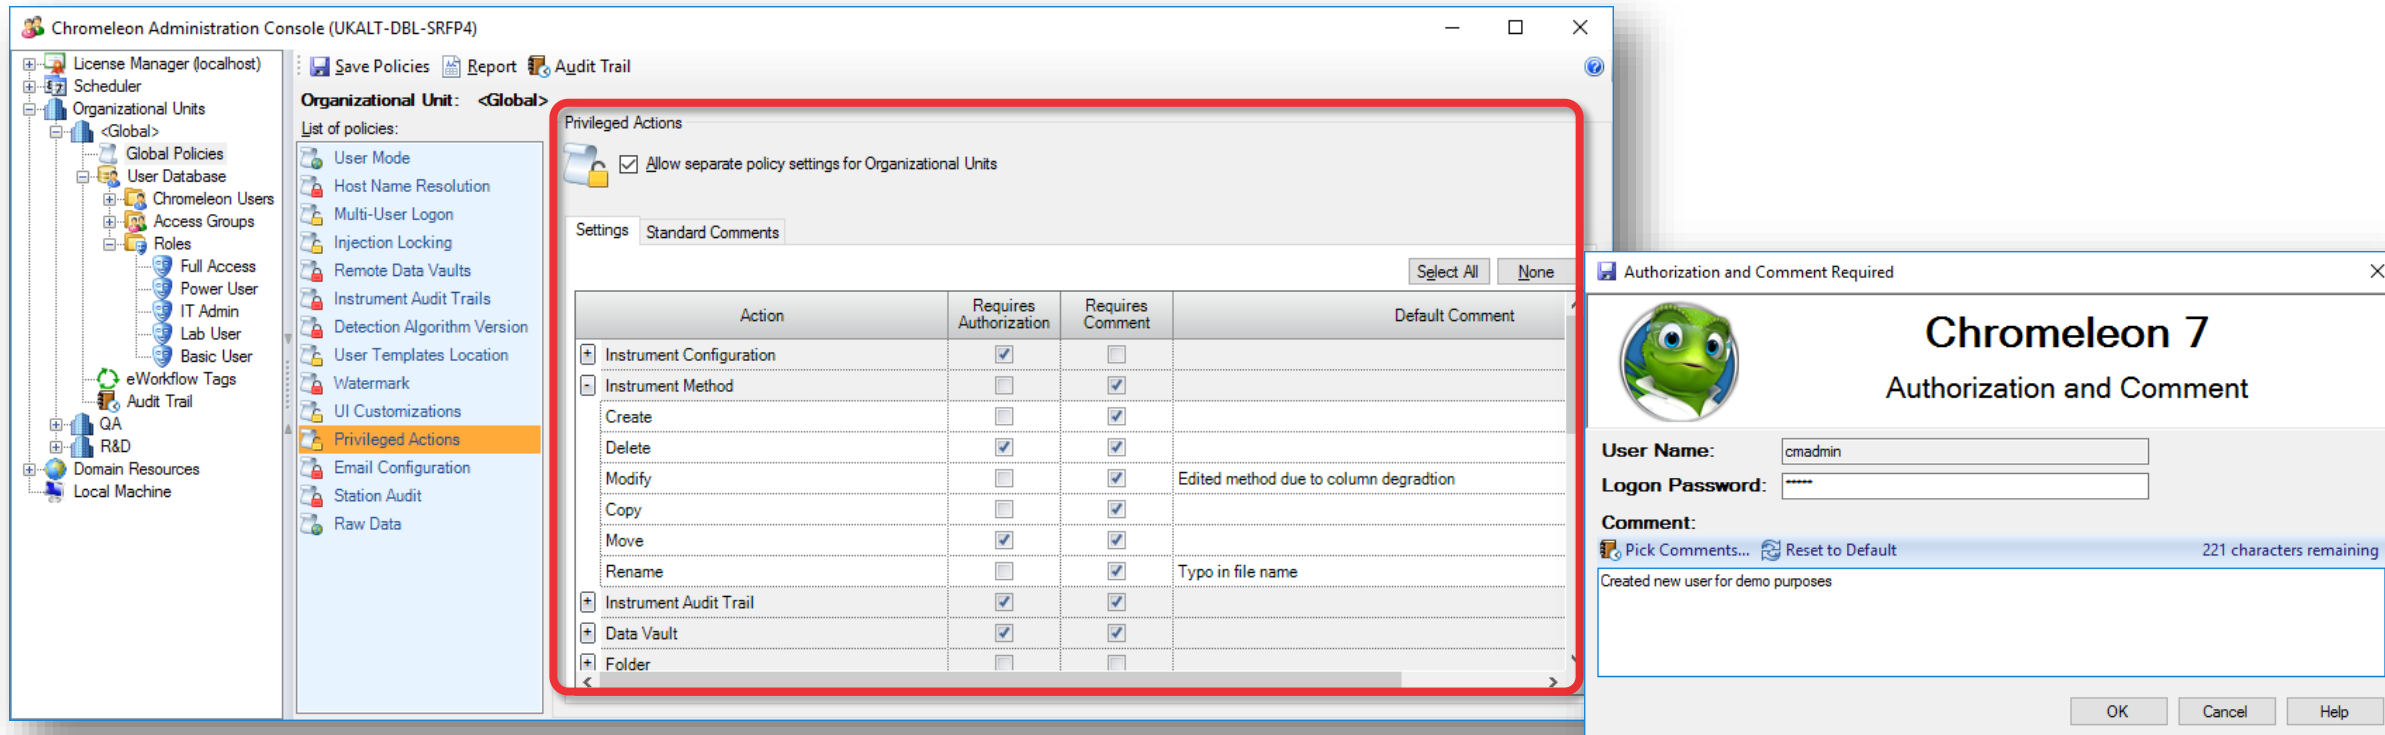 Chromeleon Administration Console (UKALT-DBL-SRFP4)
License Manager (localhost)
Scheduler
Organizational Units
<Global>
Global Policies
User Database
Chromeleon Users
Access Groups
Roles
Full Access
Power User
IT Admin
Lab User
Basic User
eWorkflow Tags
Audit Trail
QA
R&D
Domain Resources
Local Machine
Save Policies Report Audit Trail
Organizational Unit: <Global>
List of policies:
User Mode
Host Name Resolution
Multi-User Logon
Injection Locking
Remote Data Vaults
Instrument Audit Trails
Detection Algorithm Version
User Templates Location
Watermark
UI Customizations
Privileged Actions
Email Configuration
Station Audit
Raw Data
Privileged Actions
Allow separate policy settings for Organizational Units
Settings Standard Comments
Select All None
Action Requires Authorization Requires Comment Default Comment
Instrument Configuration
Instrument Method
Create
Delete
Modify Edited method due to column degradtion
Copy
Move
Rename Typo in file name
Instrument Audit Trail
Data Vault
Folder
Authorization and Comment Required
Chromeleon 7
Authorization and Comment
User Name: cmadmin
Logon Password: *****
Comment:
Pick Comments... Reset to Default 221 characters remaining
Created new user for demo purposes
OK Cancel Help